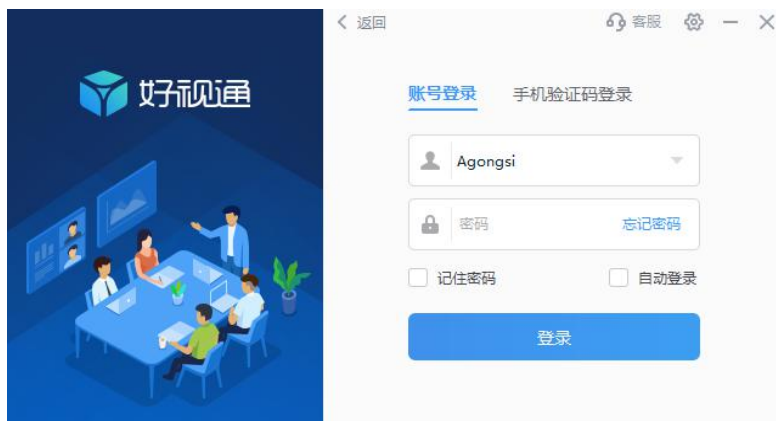 好视通
返回
客服
账号登录 手机验证码登录
Agongsi
密码 忘记密码
记住密码 自动登录
登录